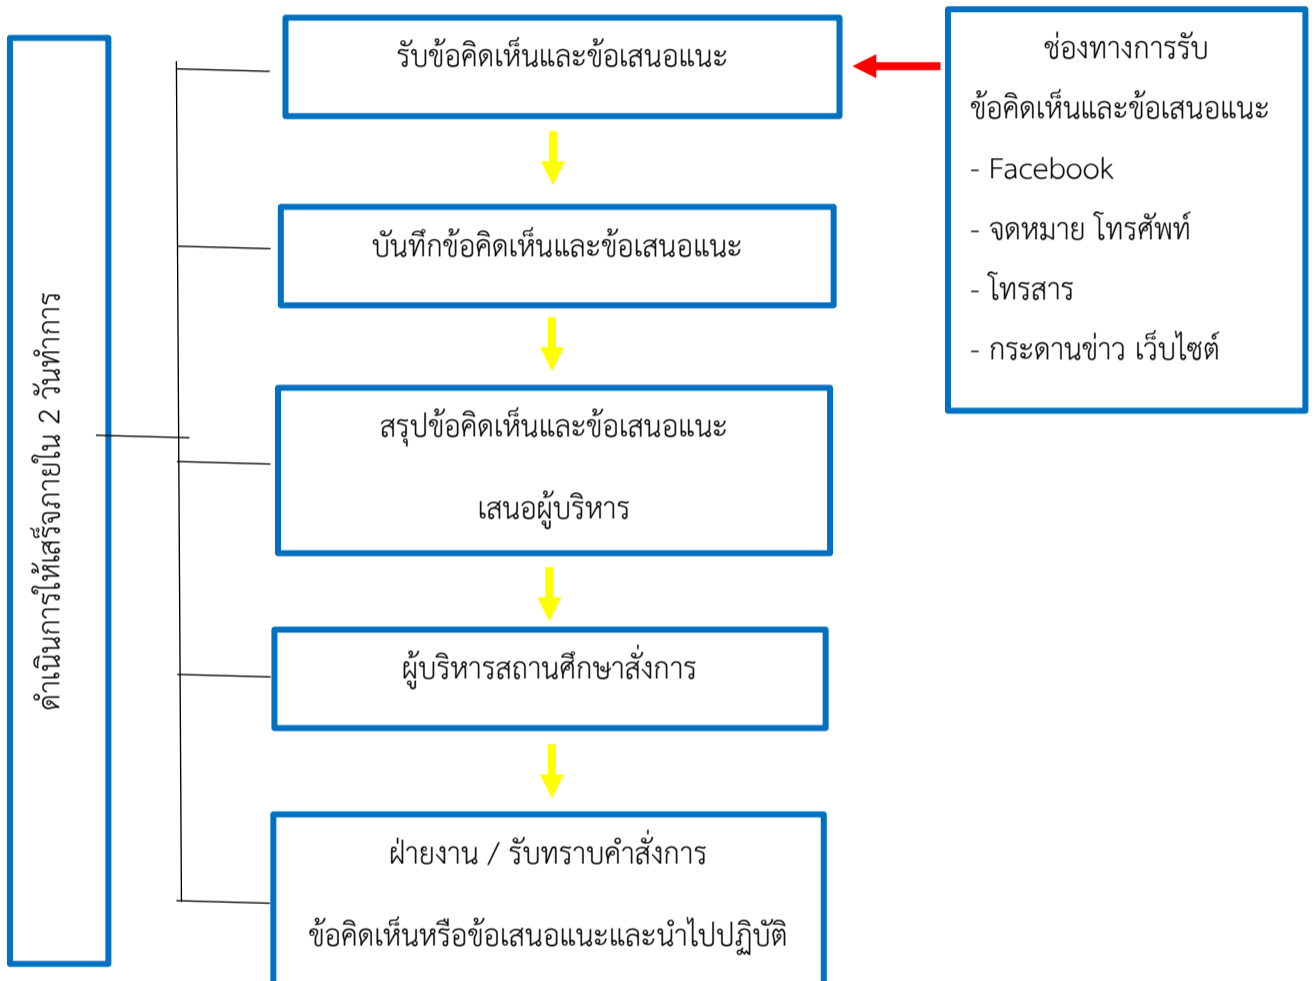 ดำเนินการให้เสร็จภายใน 2 วันทำการ
รับข้อคิดเห็นและข้อเสนอแนะ
บันทึกข้อคิดเห็นและข้อเสนอแนะ
สรุปข้อคิดเห็นและข้อเสนอแนะ
เสนอผู้บริหาร
ผู้บริหารสถานศึกษาสั่งการ
ฝ่ายงาน / รับทราบคำสั่งการ
ข้อคิดเห็นหรือข้อเสนอแนะและนำไปปฏิบัติ
ช่องทางการรับ
ข้อคิดเห็นและข้อเสนอแนะ
- Facebook
- จดหมาย โทรศัพท์
- โทรสาร
- กระดานข่าว เว็บไซต์